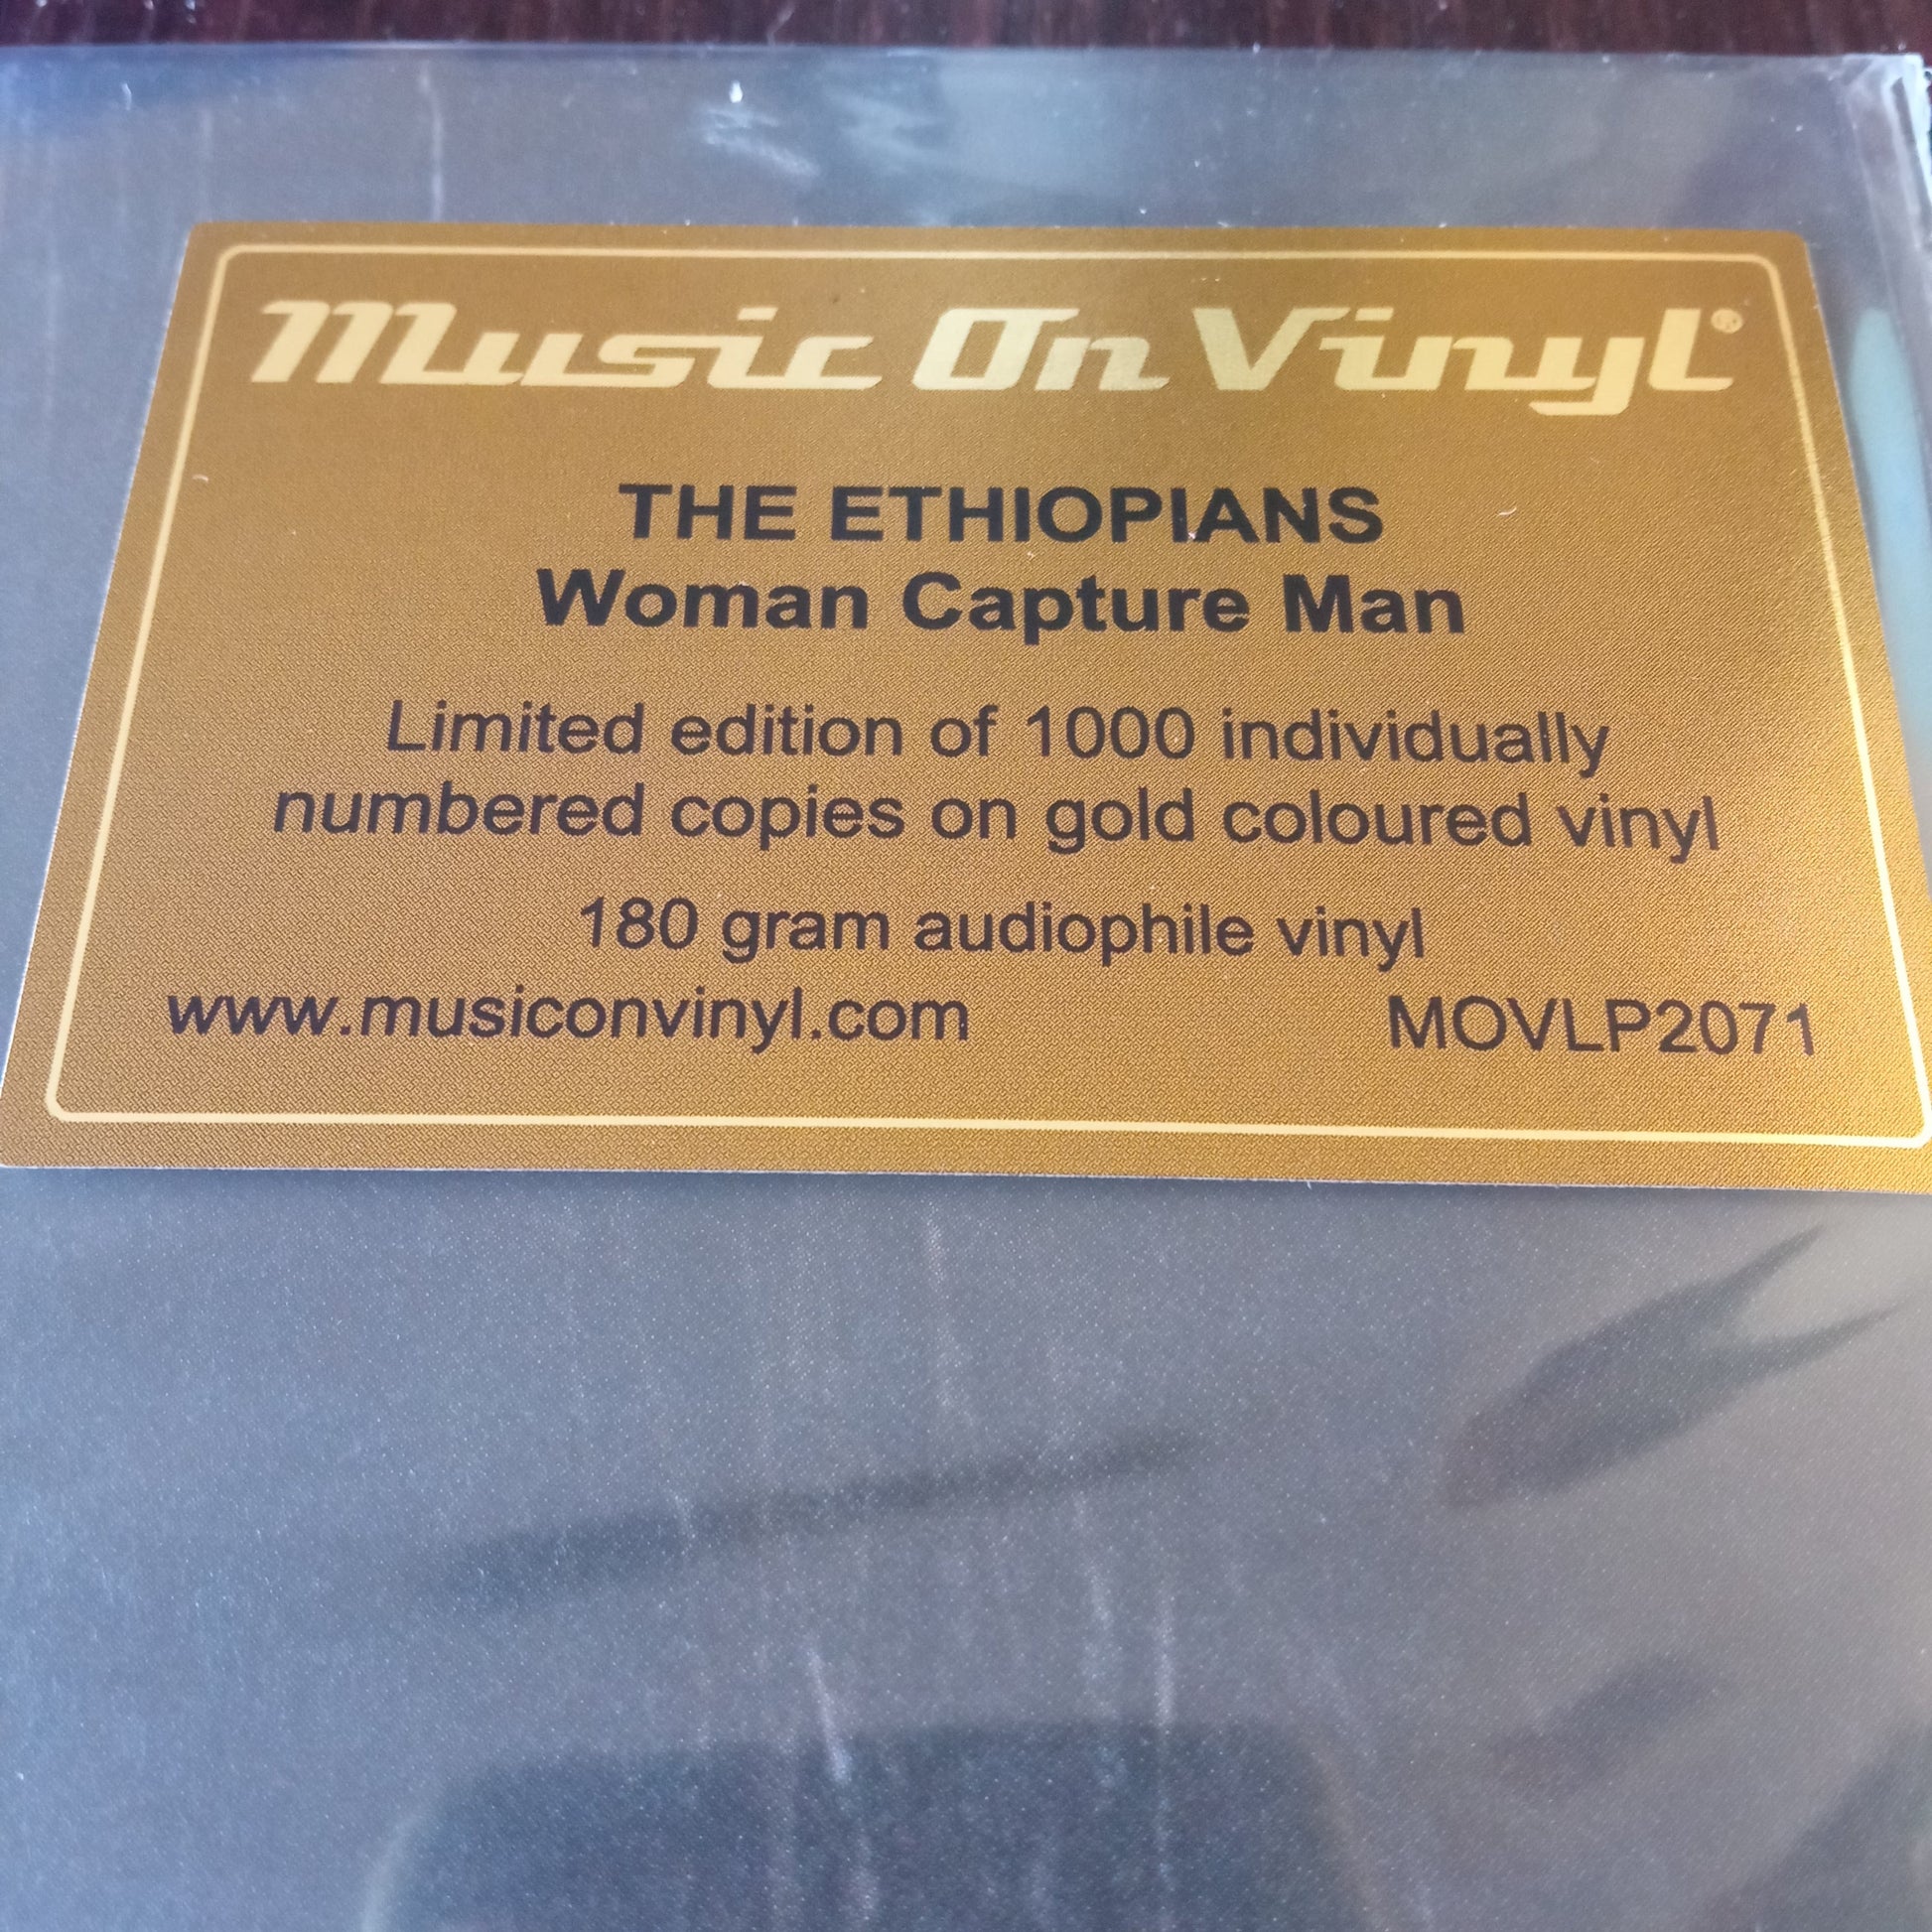 Music On Vinyl®
THE ETHIOPIANS
Woman Capture Man
Limited edition of 1000 individually
numbered copies on gold coloured vinyl
180 gram audiophile vinyl
www.musiconvinyl.com MOVLP2071